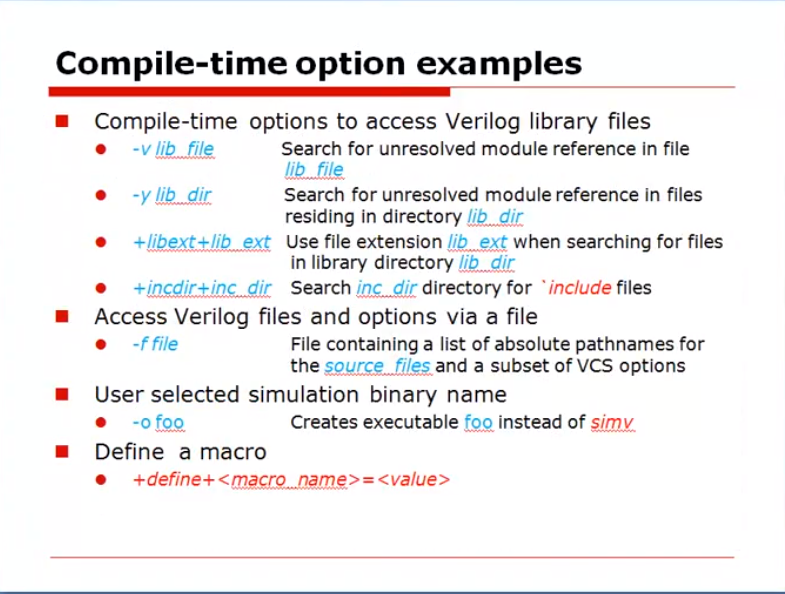 Compile-time option examples
Compile-time options to access Verilog library files
-v lib_file Search for unresolved module reference in file
lib_file
-y lib_dir Search for unresolved module reference in files
residing in directory lib_dir
+libext+lib_ext Use file extension lib_ext when searching for files
in library directory lib_dir
+incdir+inc_dir Search inc_dir directory for `include files
Access Verilog files and options via a file
-f file File containing a list of absolute pathnames for
the source_files and a subset of VCS options
User selected simulation binary name
-o foo Creates executable foo instead of simv
Define a macro
+define+<macro_name>=<value>